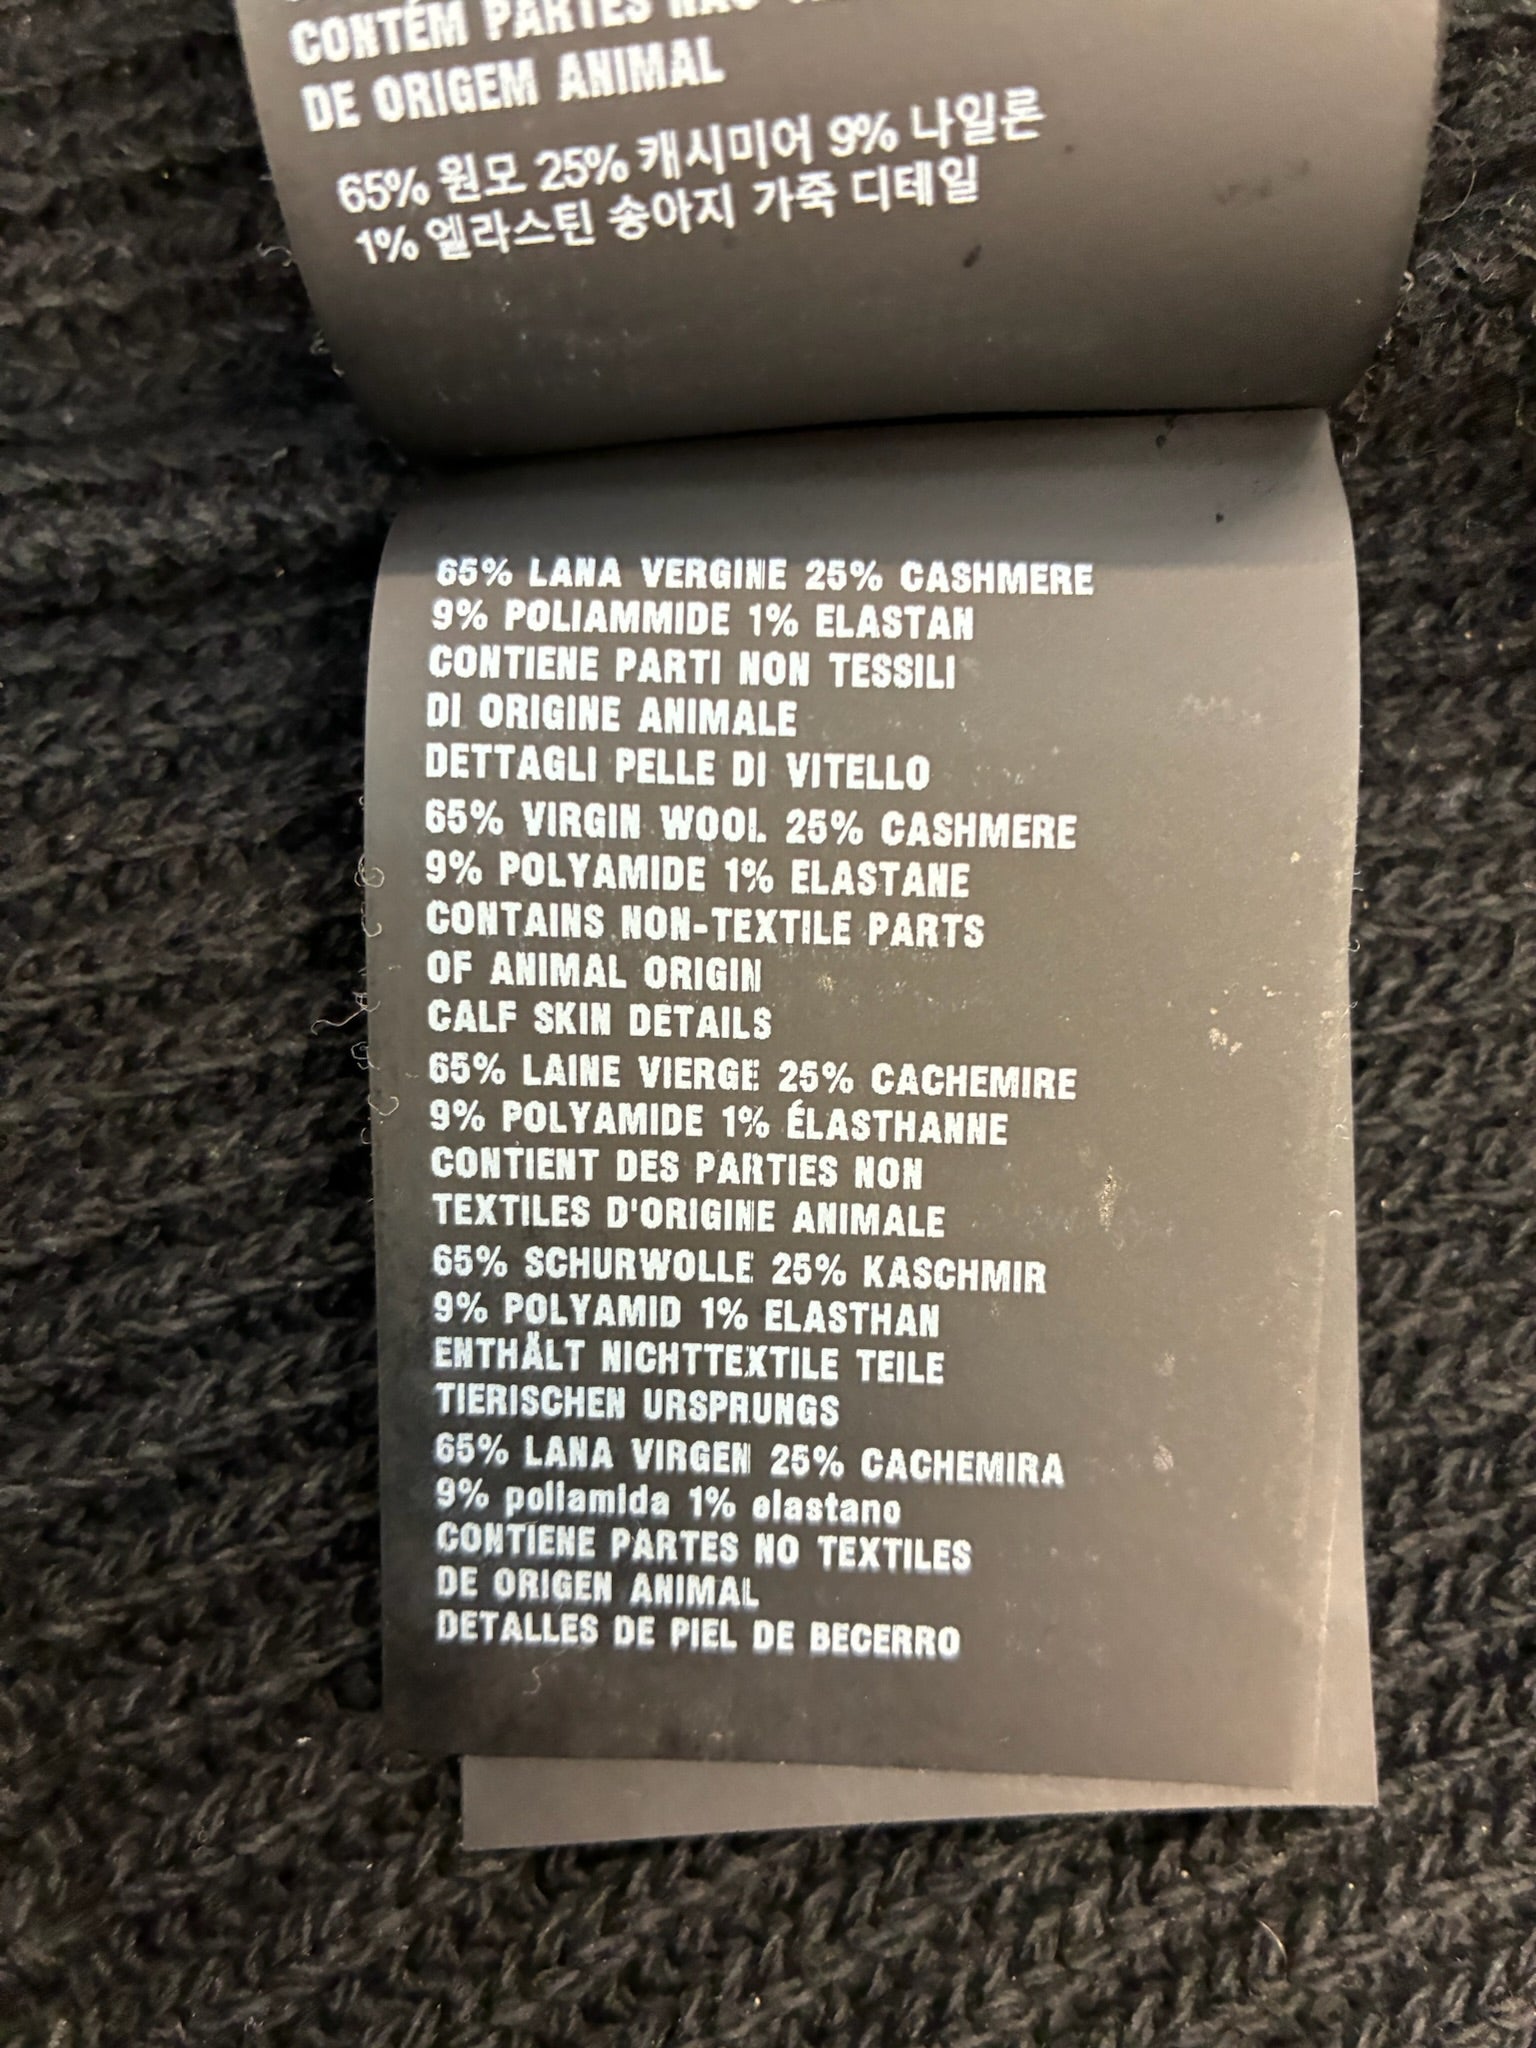 CONTÉM PARTES NÃO
DE ORIGEM ANIMAL
65% 원모 25% 캐시미어 9% 나일론
1% 엘라스틴 송아지 가죽 디테일
65% LANA VERGINE 25% CASHMERE
9% POLIAMMIDE 1% ELASTAN
CONTIENE PARTI NON TESSILI
DI ORIGINE ANIMALE
DETTAGLI PELLE DI VITELLO
65% VIRGIN WOOL 25% CASHMERE
9% POLYAMIDE 1% ELASTANE
CONTAINS NON-TEXTILE PARTS
OF ANIMAL ORIGIN
CALF SKIN DETAILS
65% LAINE VIERGE 25% CACHEMIRE
9% POLYAMIDE 1% ÉLASTHANNE
CONTIENT DES PARTIES NON
TEXTILES D'ORIGINE ANIMALE
65% SCHURWOLLE 25% KASCHMIR
9% POLYAMID 1% ELASTHAN
ENTHÄLT NICHTTEXTILE TEILE
TIERISCHEN URSPRUNGS
65% LANA VIRGEN 25% CACHEMIRA
9% poliamida 1% elastano
CONTIENE PARTES NO TEXTILES
DE ORIGEN ANIMAL
DETALLES DE PIEL DE BECERRO